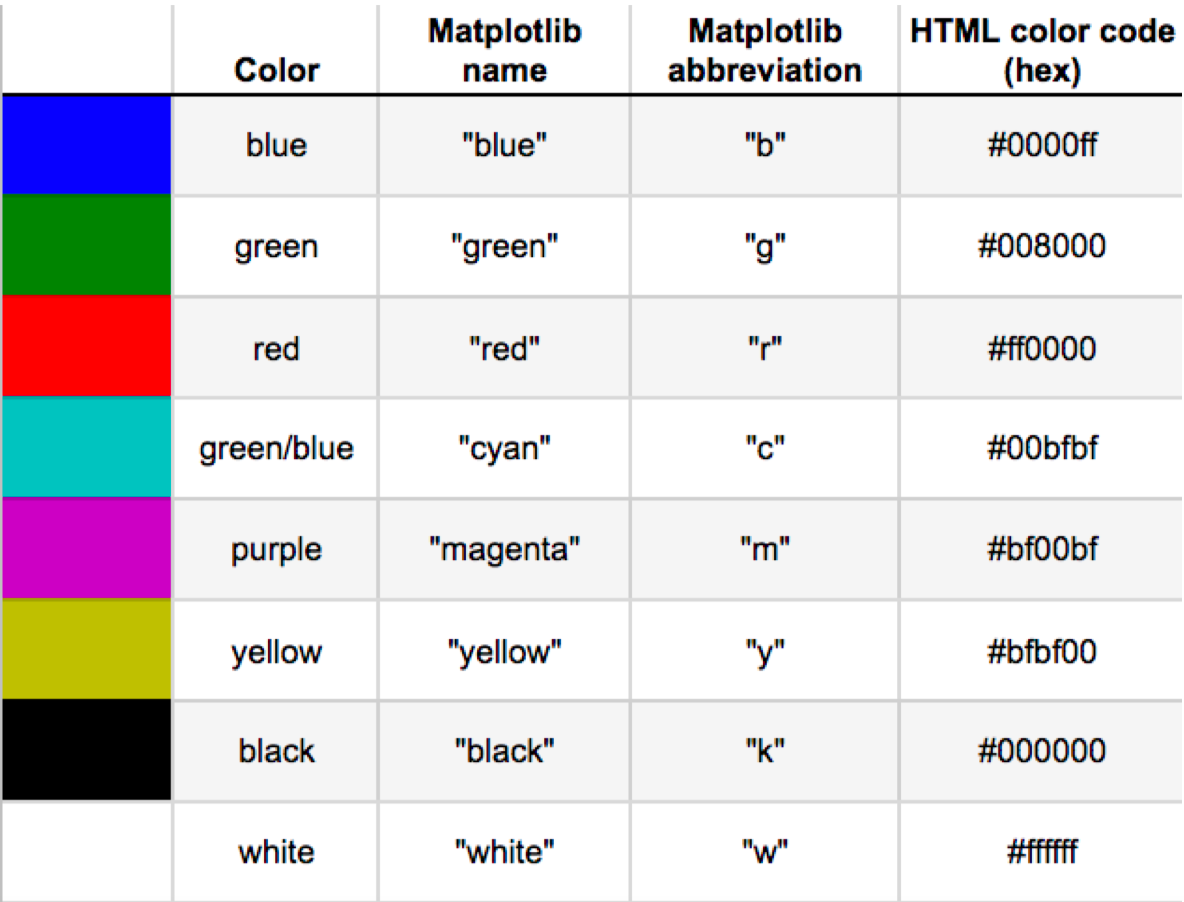 Color Matplotlib name Matplotlib abbreviation HTML color code (hex)
blue "blue" "b" #0000ff
green "green" "g" #008000
red "red" "r" #ff0000
green/blue "cyan" "c" #00bfbf
purple "magenta" "m" #bf00bf
yellow "yellow" "y" #bfbf00
black "black" "k" #000000
white "white" "w" #ffffff